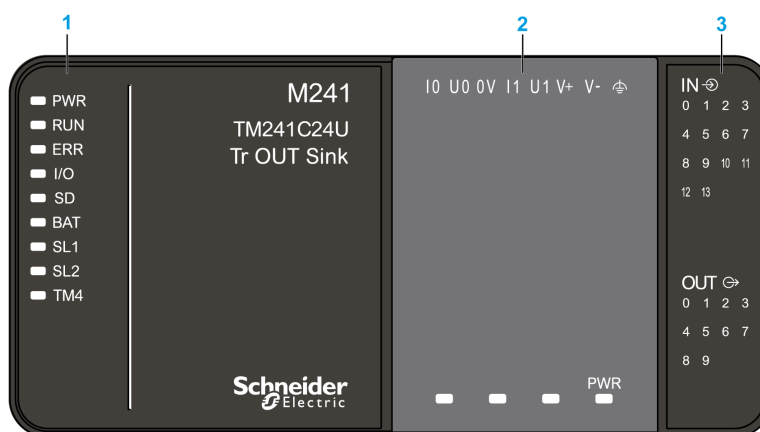 1
2
3
PWR
RUN
ERR
I/O
SD
BAT
SL1
SL2
TM4
M241
TM241C24U
Tr OUT Sink
Schneider
Electric
I0 U0 0V I1 U1 V+ V-
PWR
IN
0 1 2 3
4 5 6 7
8 9 10 11
12 13
OUT
0 1 2 3
4 5 6 7
8 9